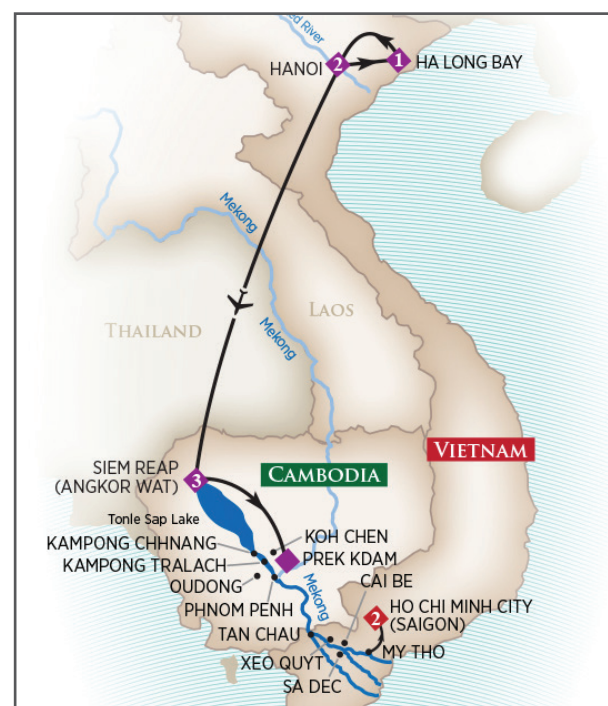 Red River
HANOI
2
1
HA LONG BAY
Mekong
Mekong
THAILAND
LAOS
VIETNAM
CAMBODIA
SIEM REAP
(ANGKOR WAT)
3
Tonle Sap Lake
KAMPONG CHHNANG
KOH CHEN
KAMPONG TRALACH
PREK KDAM
OUDONG
CAI BE
Mekong
PHNOM PENH
2
HO CHI MINH CITY
(SAIGON)
TAN CHAU
MY THO
XEO QUYT
SA DEC